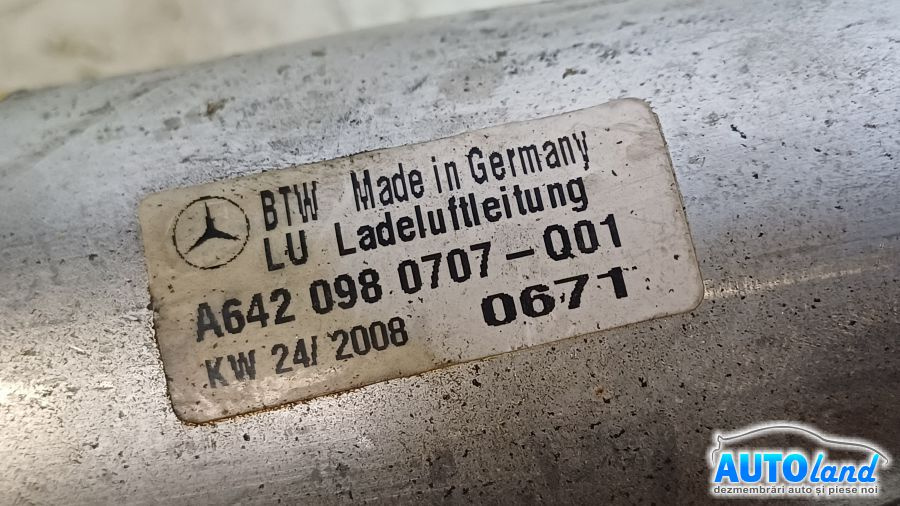 BTW Made in Germany
LU Ladeluftleitung
A642 098 0707-Q01
KW 24/2008 0671
AUTOland
dezmembrări auto și piese noi